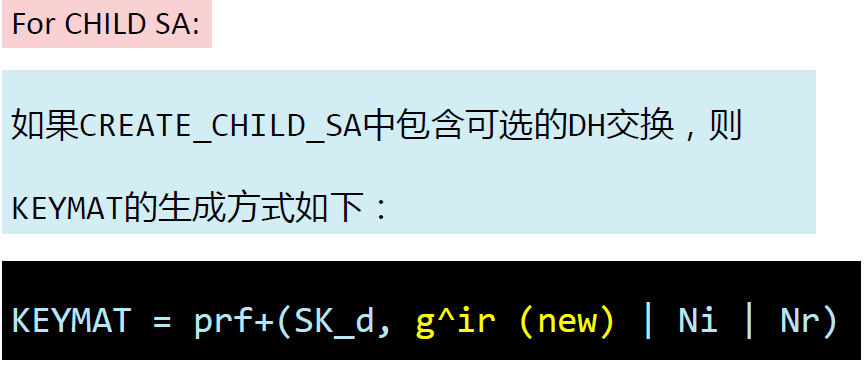 For CHILD SA:
如果CREATE_CHILD_SA中包含可选的DH交换，则
KEYMAT的生成方式如下：
KEYMAT = prf+(SK_d, g^ir (new) | Ni | Nr)